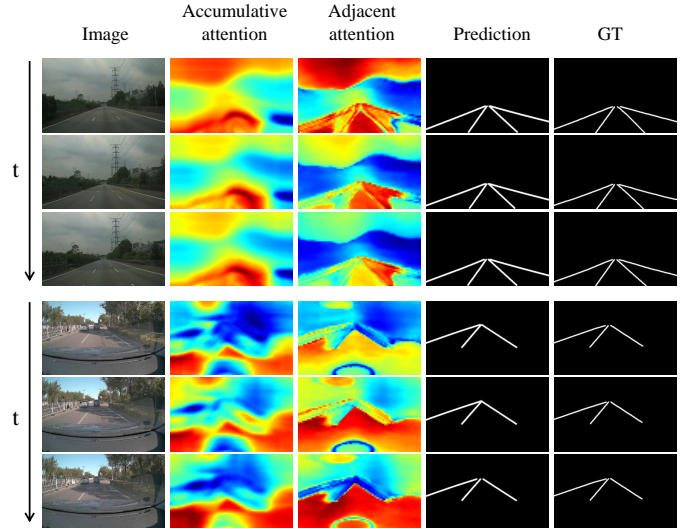 Image
Accumulative
attention
Adjacent
attention
Prediction
GT
t
t